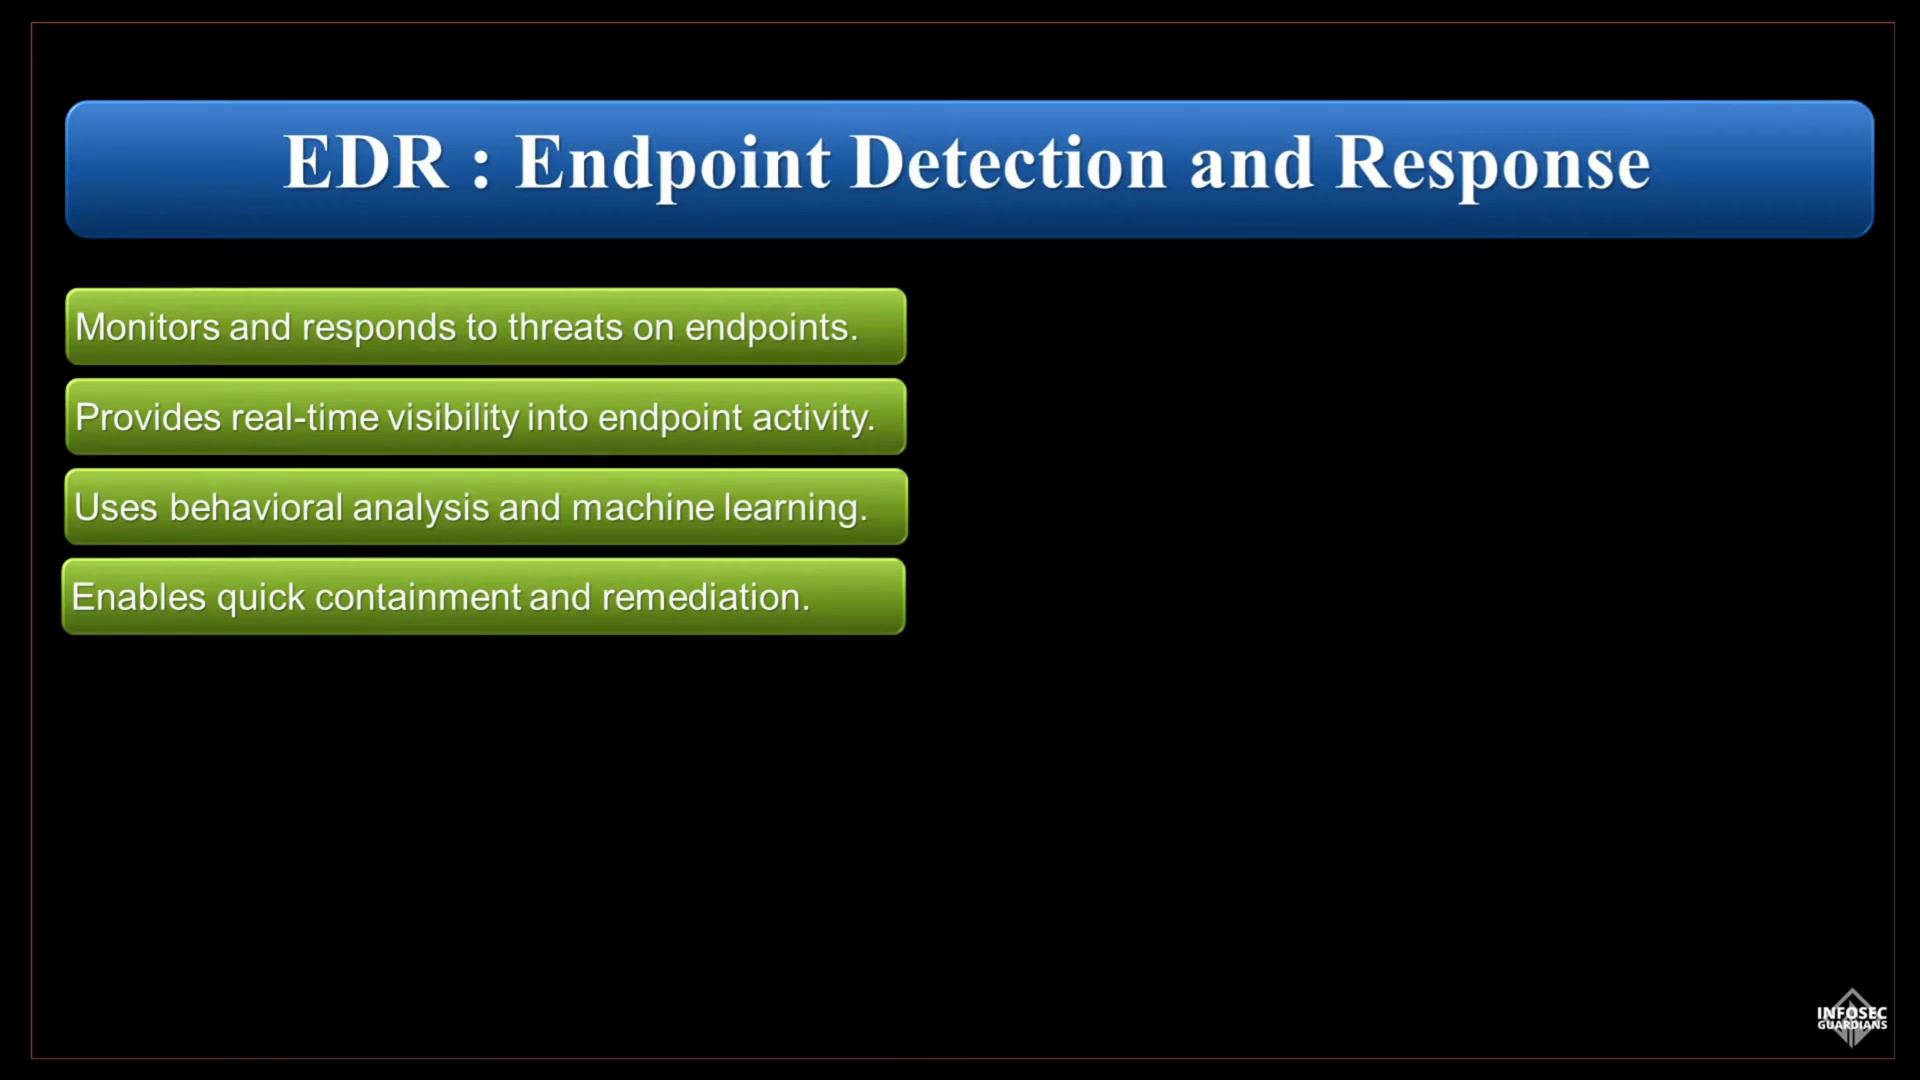 EDR : Endpoint Detection and Response
Monitors and responds to threats on endpoints.
Provides real-time visibility into endpoint activity.
Uses behavioral analysis and machine learning.
Enables quick containment and remediation.
INFOSEC
GUARDIANS